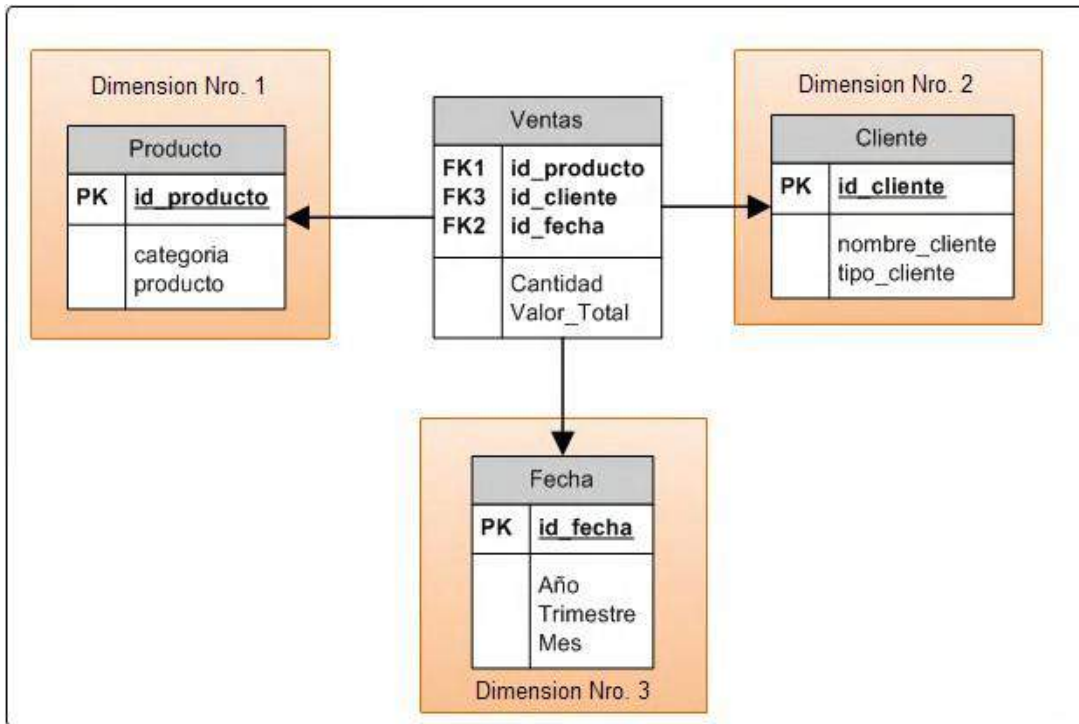 Dimension Nro. 1
Producto
PK id_producto
categoria
producto
Ventas
FK1 id_producto
FK3 id_cliente
FK2 id_fecha
Cantidad
Valor_Total
Dimension Nro. 2
Cliente
PK id_cliente
nombre_cliente
tipo_cliente
Fecha
PK id_fecha
Año
Trimestre
Mes
Dimension Nro. 3